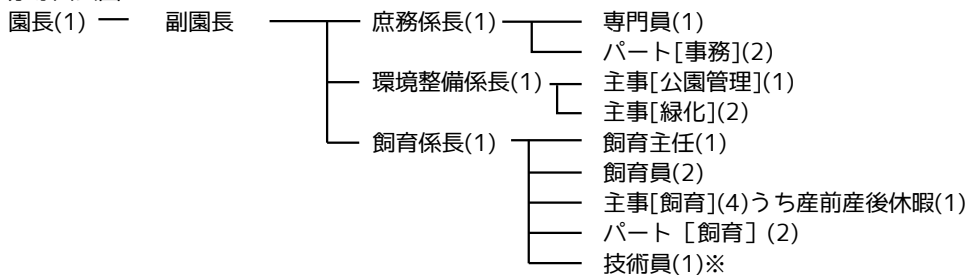 園長(1) 副園長 庶務係長(1) 専門員(1)
パート[事務](2)
環境整備係長(1) 主事[公園管理](1)
主事[緑化](2)
飼育係長(1) 飼育主任(1)
飼育員(2)
主事[飼育](4)うち産前産後休暇(1)
パート［飼育］(2)
技術員(1)※